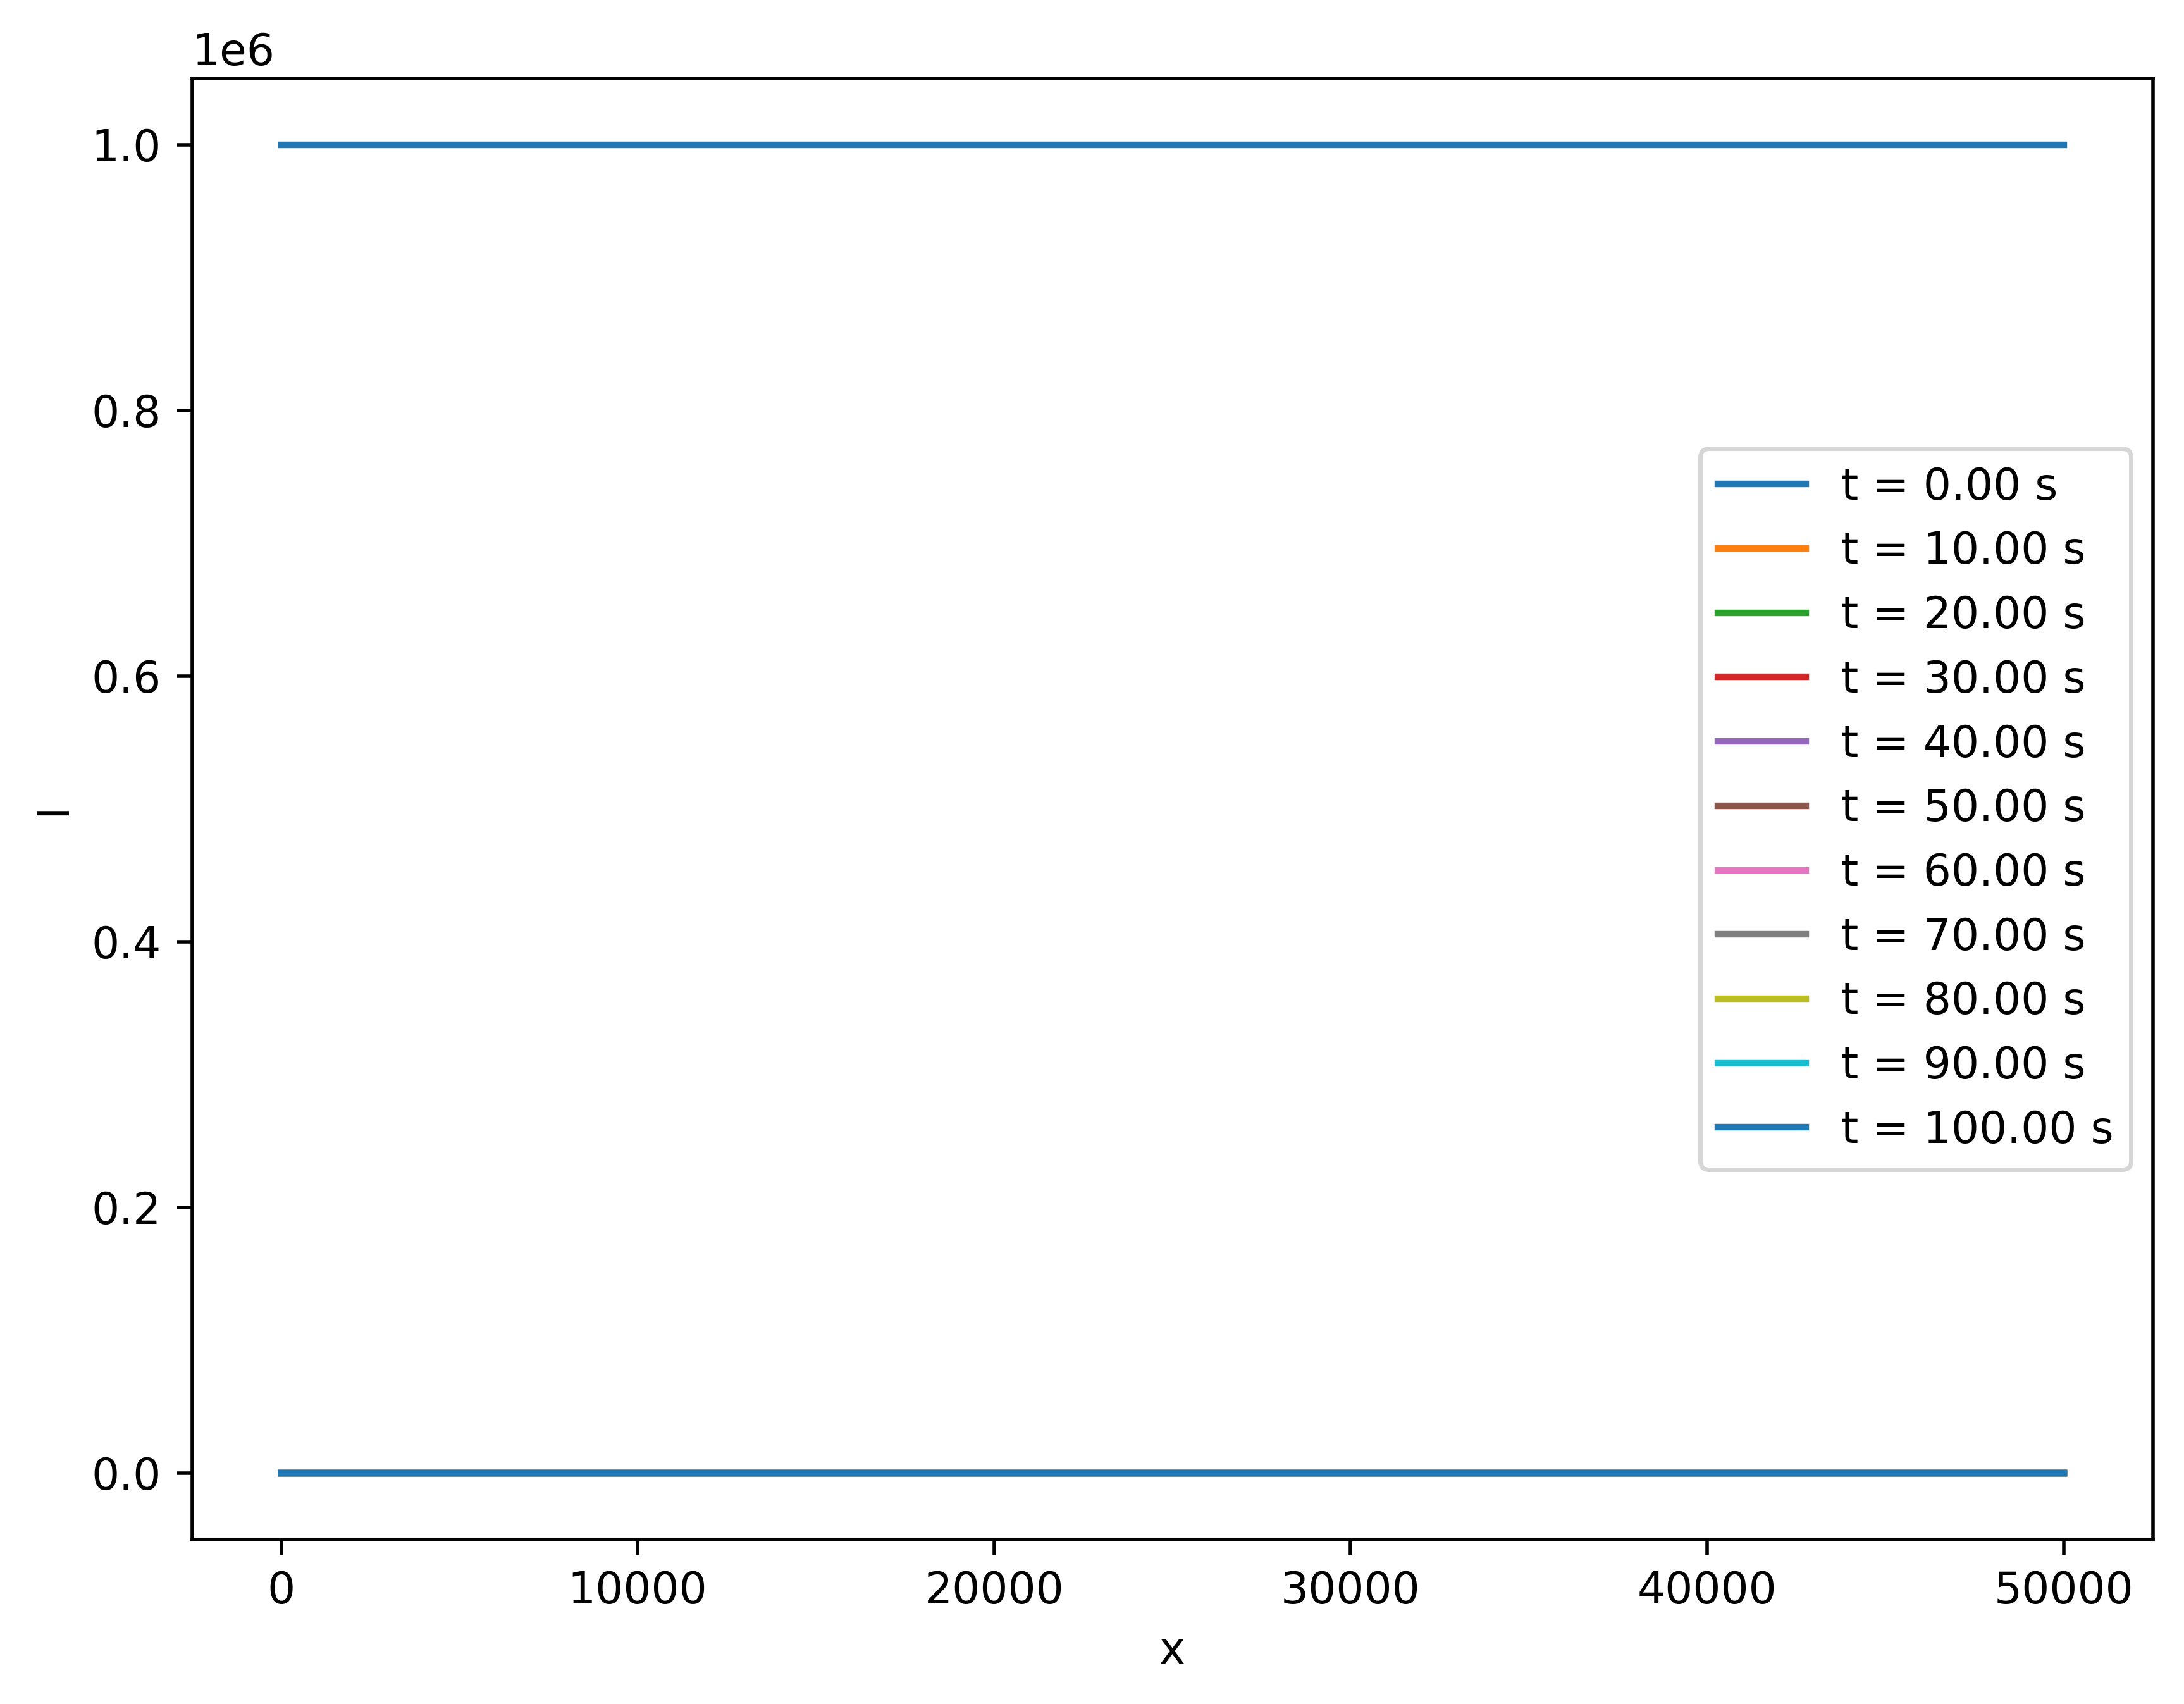 1e6
1.0
0.8
0.6
0.4
0.2
0.0
I
t = 0.00 s
t = 10.00 s
t = 20.00 s
t = 30.00 s
t = 40.00 s
t = 50.00 s
t = 60.00 s
t = 70.00 s
t = 80.00 s
t = 90.00 s
t = 100.00 s
0 10000 20000 30000 40000 50000
x